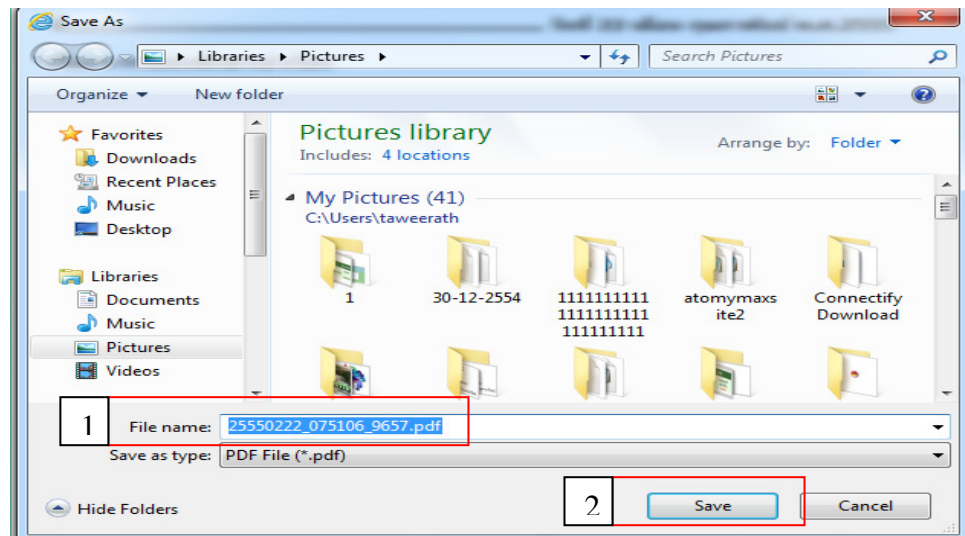 Save As
Libraries Pictures
Search Pictures
Organize New folder
Favorites
Downloads
Recent Places
Music
Desktop
Libraries
Documents
Music
Pictures
Videos
Pictures library
Includes: 4 locations
Arrange by: Folder
My Pictures (41)
C:\Users\taweerath
1
30-12-2554
1111111111
1111111111
111111111
atomymaxs
ite2
Connectify
Download
1
File name: 25550222_075106_9657.pdf
Save as type: PDF File (*.pdf)
Hide Folders
2
Save
Cancel